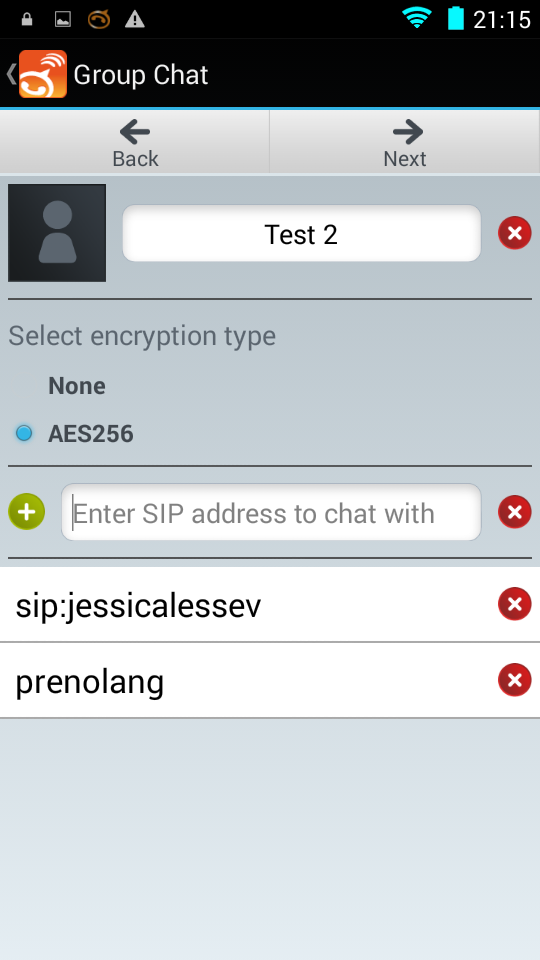 21:15
Group Chat
Back
Next
Test 2
Select encryption type
None
AES256
Enter SIP address to chat with
sip:jessicalessev
prenolang